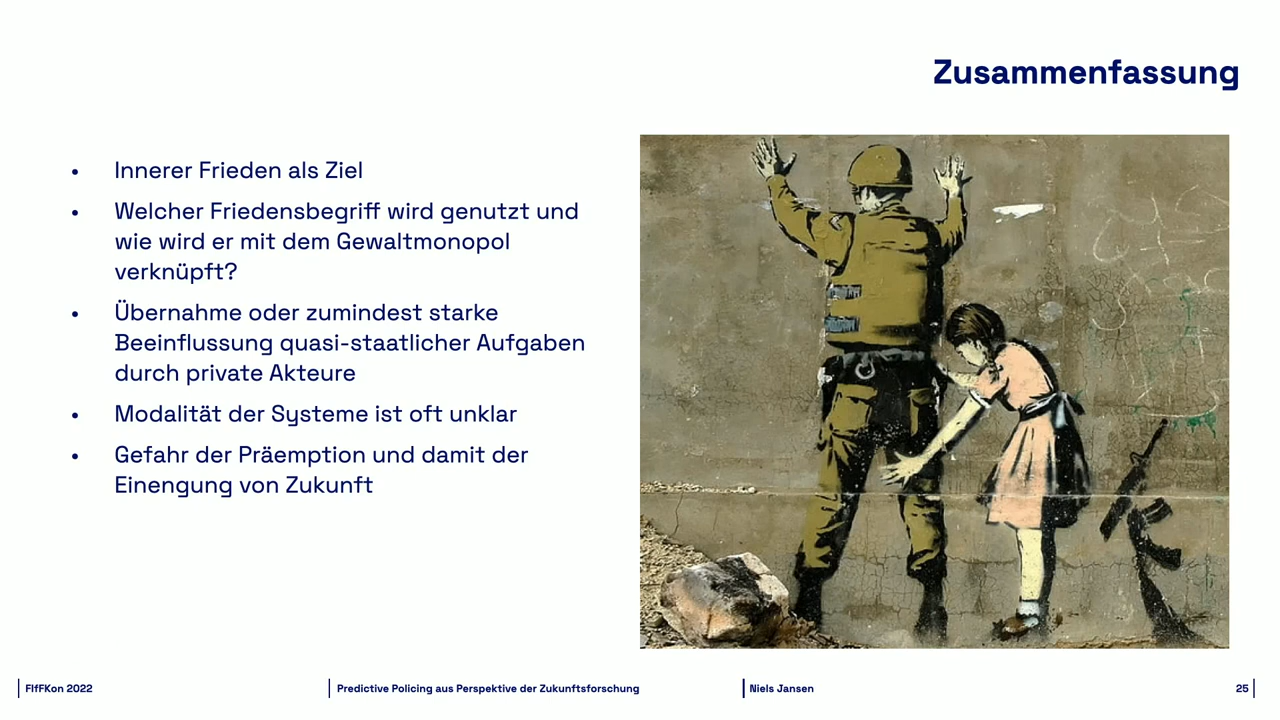 Zusammenfassung
• Innerer Frieden als Ziel
• Welcher Friedensbegriff wird genutzt und
wie wird er mit dem Gewaltmonopol
verknüpft?
• Übernahme oder zumindest starke
Beeinflussung quasi-staatlicher Aufgaben
durch private Akteure
• Modalität der Systeme ist oft unklar
• Gefahr der Präemption und damit der
Einengung von Zukunft
FIfFKon 2022
Predictive Policing aus Perspektive der Zukunftsforschung
Niels Jansen
25